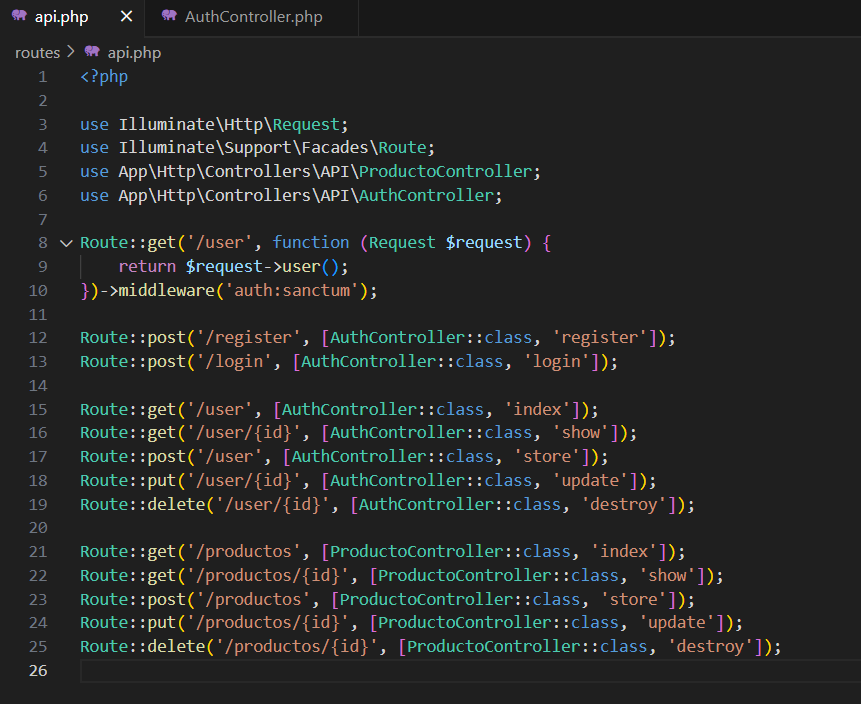 api.php × AuthController.php
routes > api.php
1 <?php
2
3 use Illuminate\Http\Request;
4 use Illuminate\Support\Facades\Route;
5 use App\Http\Controllers\API\ProductoController;
6 use App\Http\Controllers\API\AuthController;
7
8 Route::get('/user', function (Request $request) {
9     return $request->user();
10 })->middleware('auth:sanctum');
11
12 Route::post('/register', [AuthController::class, 'register']);
13 Route::post('/login', [AuthController::class, 'login']);
14
15 Route::get('/user', [AuthController::class, 'index']);
16 Route::get('/user/{id}', [AuthController::class, 'show']);
17 Route::post('/user', [AuthController::class, 'store']);
18 Route::put('/user/{id}', [AuthController::class, 'update']);
19 Route::delete('/user/{id}', [AuthController::class, 'destroy']);
20
21 Route::get('/productos', [ProductoController::class, 'index']);
22 Route::get('/productos/{id}', [ProductoController::class, 'show']);
23 Route::post('/productos', [ProductoController::class, 'store']);
24 Route::put('/productos/{id}', [ProductoController::class, 'update']);
25 Route::delete('/productos/{id}', [ProductoController::class, 'destroy']);
26